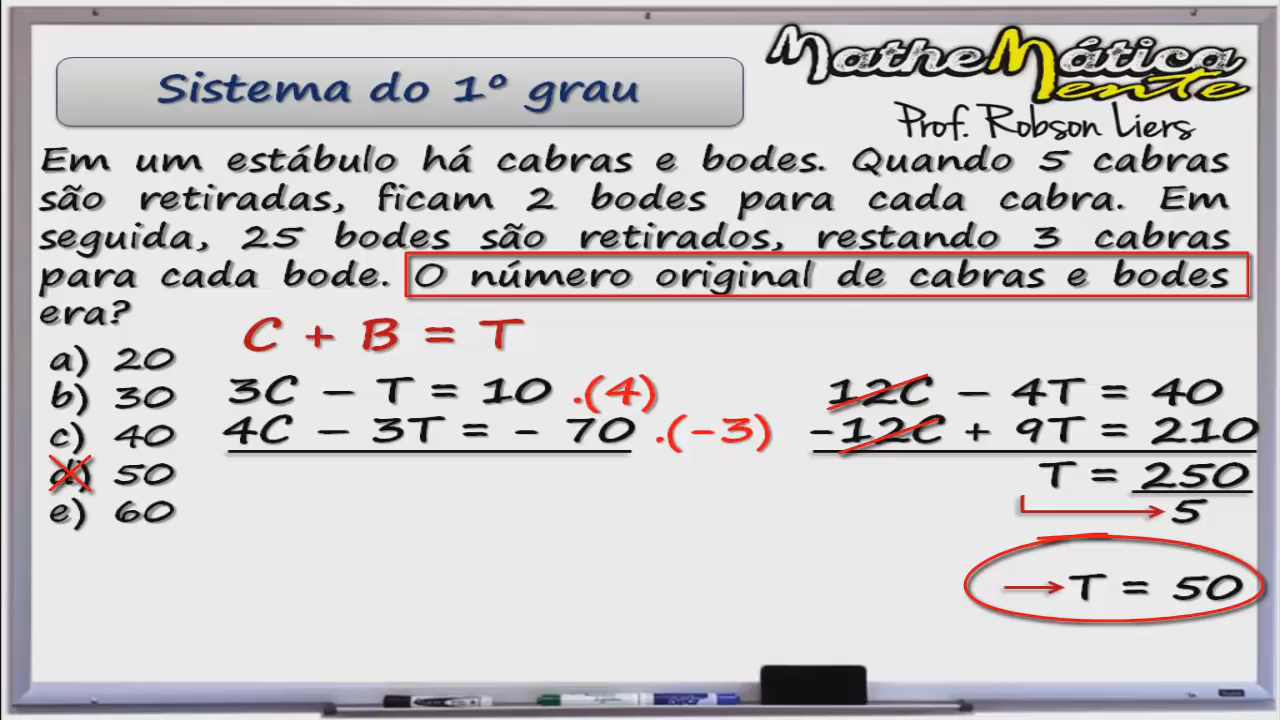 MatheMática
mente
Sistema do 1º grau
Prof. Robson Liers
Em um estábulo há cabras e bodes. Quando 5 cabras
são retiradas, ficam 2 bodes para cada cabra. Em
seguida, 25 bodes são retirados, restando 3 cabras
para cada bode. O número original de cabras e bodes
era?
C + B = T
a) 20
b) 30
c) 40
d) 50
e) 60
3C - T = 10 .(4)
4C - 3T = - 70 .(-3)
12C - 4T = 40
-12C + 9T = 210
T = 250
5
T = 50